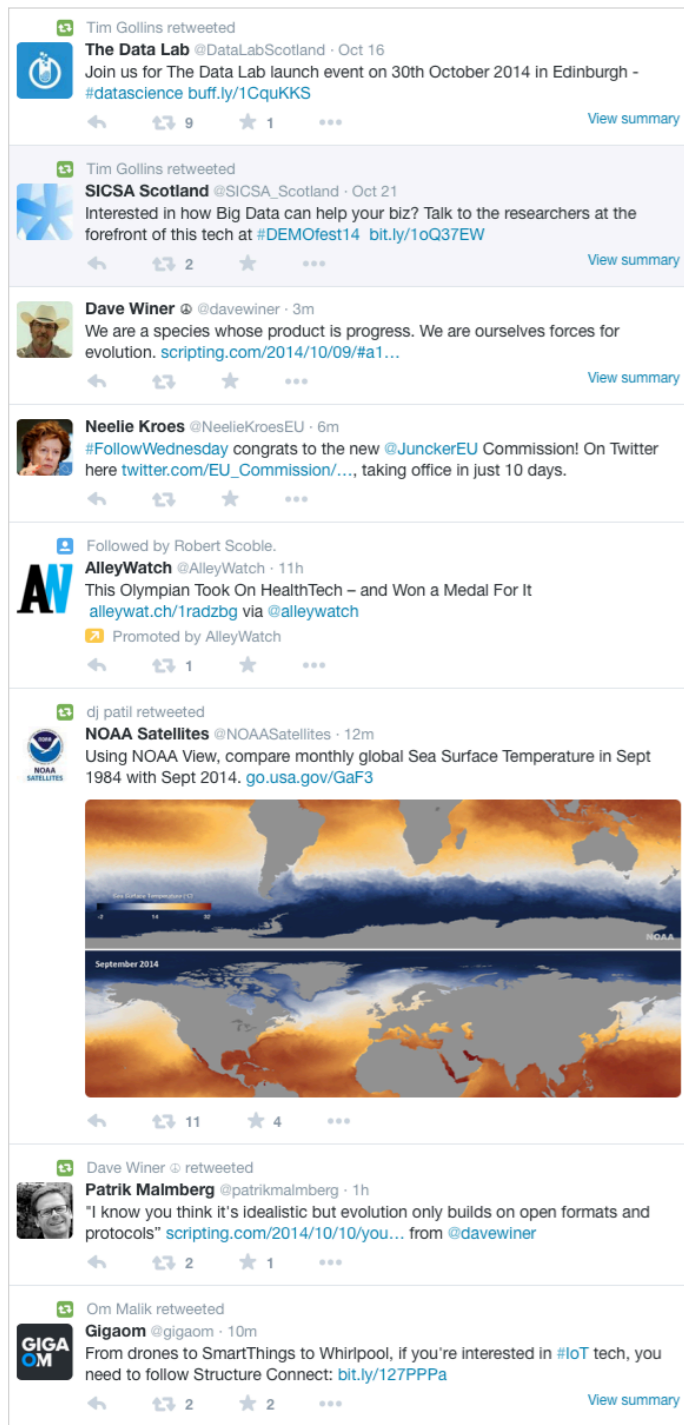 Tim Gollins retweeted
The Data Lab @DataLabScotland · Oct 16
Join us for The Data Lab launch event on 30th October 2014 in Edinburgh -
#datascience buff.ly/1CquKKS
9 1 View summary
Tim Gollins retweeted
SICSA Scotland @SICSA_Scotland · Oct 21
Interested in how Big Data can help your biz? Talk to the researchers at the
forefront of this tech at #DEMOfest14 bit.ly/1oQ37EW
2 View summary
Dave Winer ☮ @davewiner · 3m
We are a species whose product is progress. We are ourselves forces for
evolution. scripting.com/2014/10/09/#a1…
View summary
Neelie Kroes @NeelieKroesEU · 6m
#FollowWednesday congrats to the new @JunckerEU Commission! On Twitter
here twitter.com/EU_Commission/…, taking office in just 10 days.
Followed by Robert Scoble.
AlleyWatch @AlleyWatch · 11h
This Olympian Took On HealthTech – and Won a Medal For It
alleywat.ch/1radzbg via @alleywatch
Promoted by AlleyWatch
1
dj patil retweeted
NOAA Satellites @NOAASatellites · 12m
Using NOAA View, compare monthly global Sea Surface Temperature in Sept
1984 with Sept 2014. go.usa.gov/GaF3
NOAA
SATELLITES
Sea Surface Temperature (°C)
-2 14 32
NOAA
September 2014
11 4
Dave Winer ☮ retweeted
Patrik Malmberg @patrikmalmberg · 1h
"I know you think it's idealistic but evolution only builds on open formats and
protocols” scripting.com/2014/10/10/you… from @davewiner
2 1
Om Malik retweeted
Gigaom @gigaom · 10m
GIGA
OM
From drones to SmartThings to Whirlpool, if you're interested in #IoT tech, you
need to follow Structure Connect: bit.ly/127PPPa
2 2 View summary